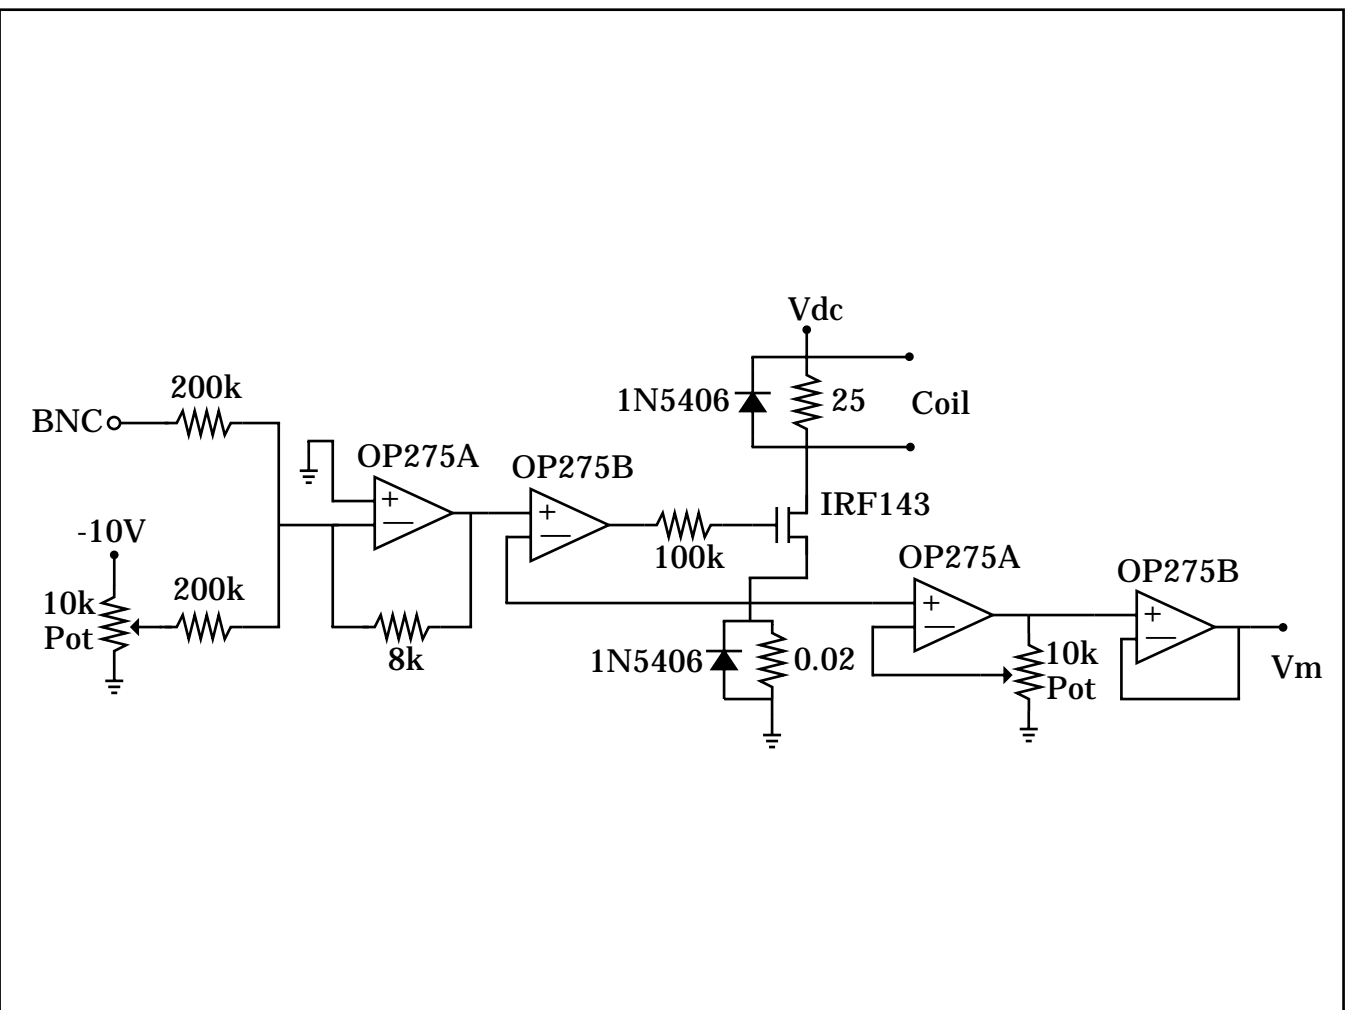 Vdc
200k
1N5406
25
Coil
BNC
OP275A
OP275B
+
—
IRF143
-10V
+
—
100k
OP275A
OP275B
10k
Pot
200k
8k
+
—
+
—
1N5406
0.02
10k
Pot
Vm